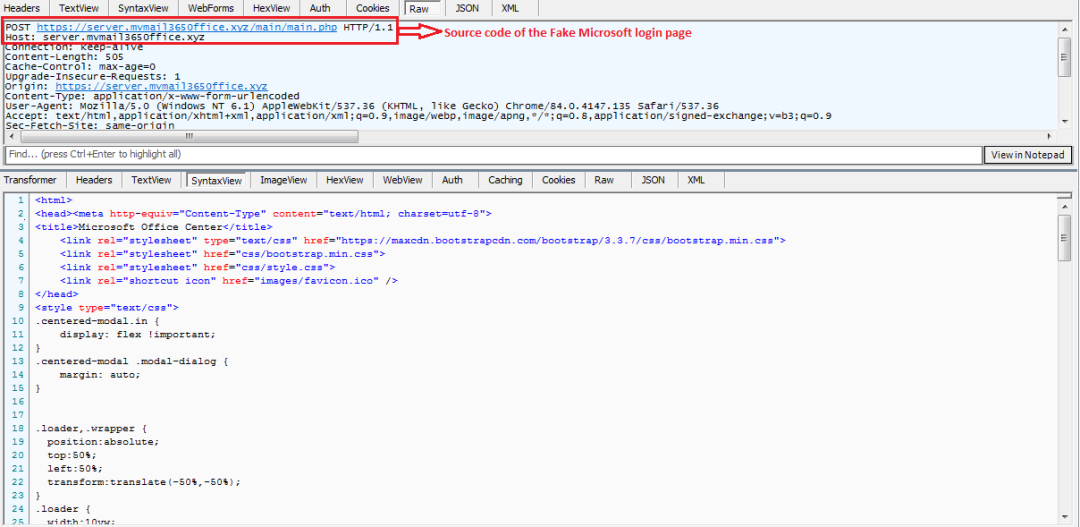 Headers TextView SyntaxView WebForms HexView Auth Cookies Raw JSON XML
POST https://server.mvmail365office.xyz/main/main.php HTTP/1.1
Source code of the Fake Microsoft login page
Host: server.mvmail365office.xyz
Connection: keep-alive
Content-Length: 505
Cache-Control: max-age=0
Upgrade-Insecure-Requests: 1
Origin: https://server.mvmail365office.xyz
Content-Type: application/x-www-form-urlencoded
User-Agent: Mozilla/5.0 (Windows NT 6.1) AppleWebKit/537.36 (KHTML, like Gecko) Chrome/84.0.4147.135 Safari/537.36
Accept: text/html,application/xhtml+xml,application/xml;q=0.9,image/webp,image/apng,*/*;q=0.8,application/signed-exchange;v=b3;q=0.9
Sec-Fetch-Site: same-origin
Find... (press Ctrl+Enter to highlight all) View in Notepad
Transformer Headers TextView SyntaxView ImageView HexView WebView Auth Caching Cookies Raw JSON XML
1 <html>
2 <head><meta http-equiv="Content-Type" content="text/html; charset=utf-8">
3 <title>Microsoft Office Center</title>
4 <link rel="stylesheet" type="text/css" href="https://maxcdn.bootstrapcdn.com/bootstrap/3.3.7/css/bootstrap.min.css">
5 <link rel="stylesheet" href="css/bootstrap.min.css">
6 <link rel="stylesheet" href="css/style.css">
7 <link rel="shortcut icon" href="images/favicon.ico" />
8 </head>
9 <style type="text/css">
10 .centered-modal.in {
11 display: flex !important;
12 }
13 .centered-modal .modal-dialog {
14 margin: auto;
15 }
16
17
18 .loader,.wrapper {
19 position:absolute;
20 top:50%;
21 left:50%;
22 transform:translate(-50%,-50%);
23 }
24 .loader {
25 width:10vw;